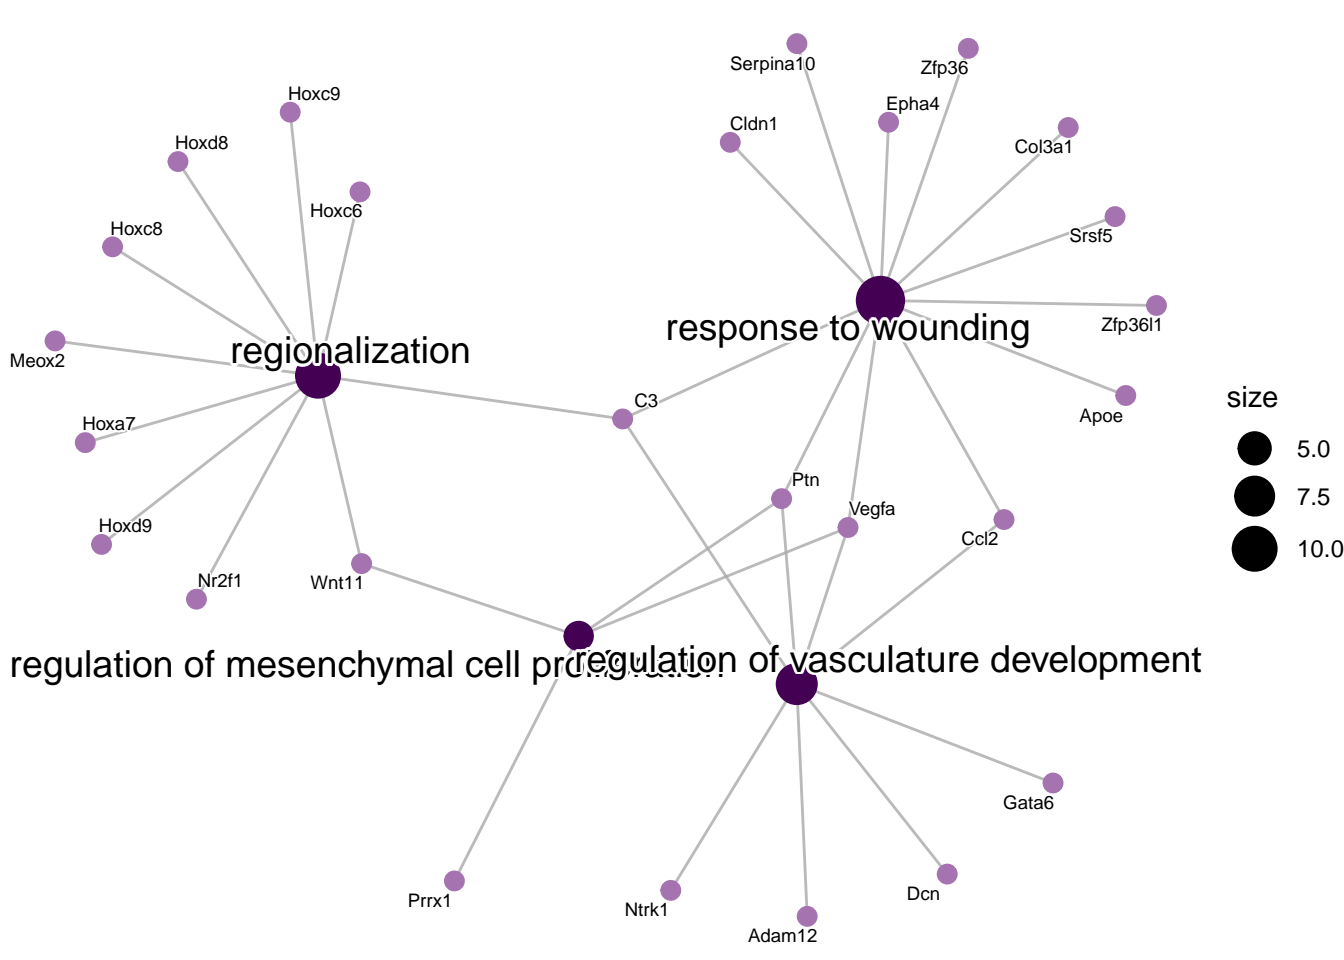 Serpina10
Zfp36
Hoxc9
Epha4
Cldn1
Hoxd8
Col3a1
Hoxc6
Hoxc8
Srsf5
regionalization
response to wounding
Zfp36l1
Meox2
size
C3
Apoe
Hoxa7
5.0
Ptn
7.5
Vegfa
Hoxd9
Ccl2
10.0
Nr2f1
Wnt11
regulation of mesenchymal cell
regulation of vasculature development
Gata6
Prrx1
Ntrk1
Dcn
Adam12